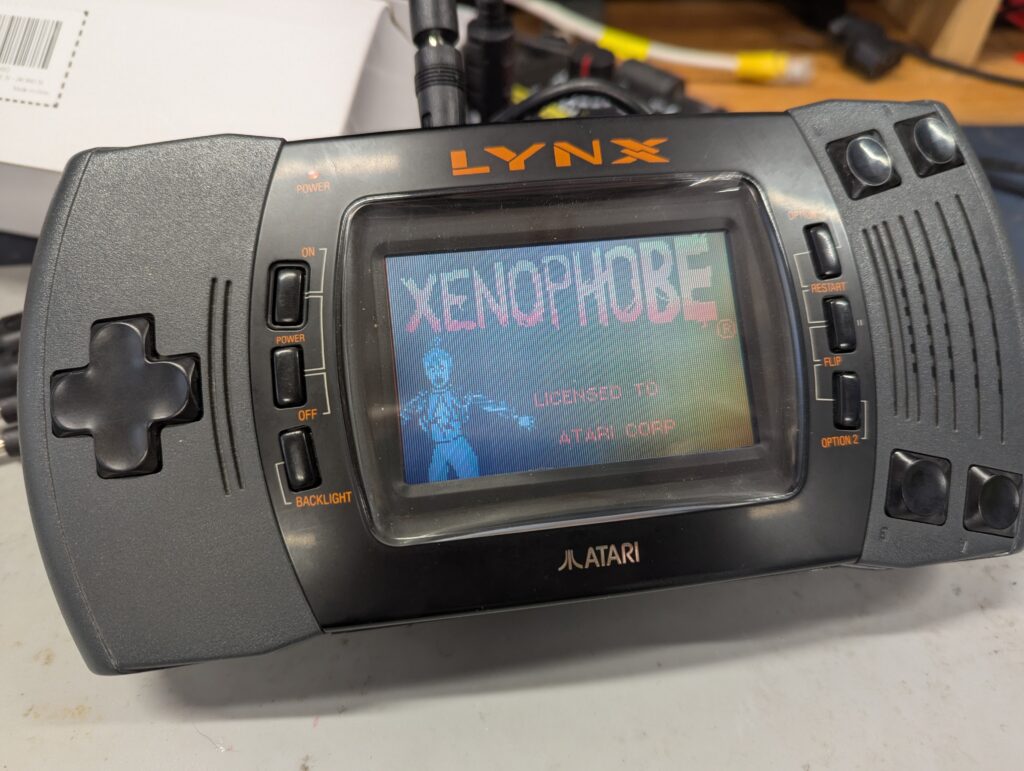 LYNX
POWER
ON
POWER
OFF
BACKLIGHT
XENOPHOBE
®
LICENSED TO
ATARI CORP
RESTART
FLIP
OPTION 2
ATARI